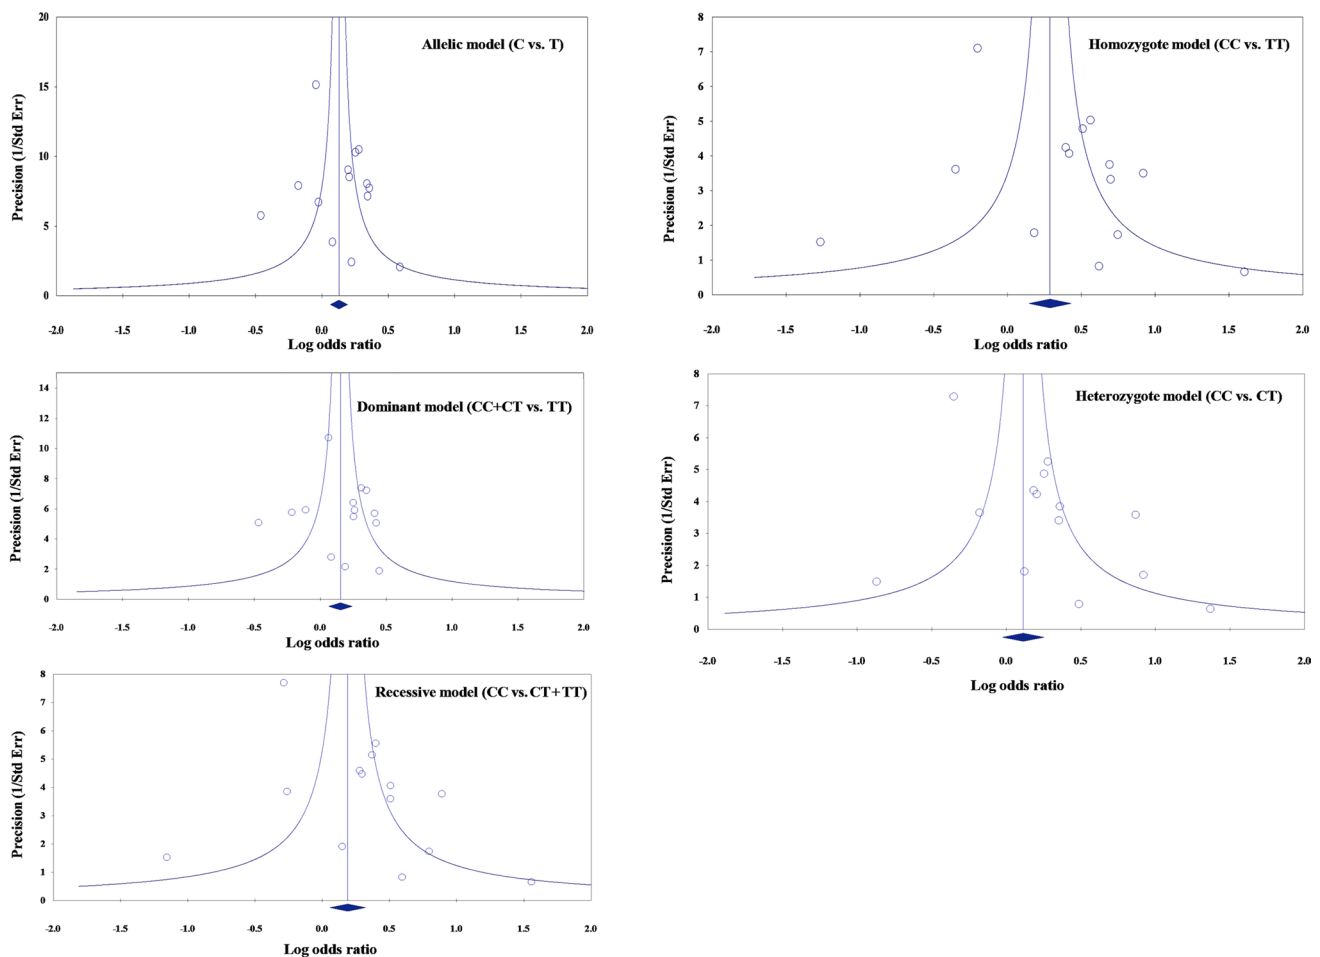 Allelic model (C vs. T)
Precision (1/Std Err)
20
15
10
5
0
-2.0 -1.5 -1.0 -0.5 0.0 0.5 1.0 1.5 2.0
Log odds ratio
Homozygote model (CC vs. TT)
Precision (1/Std Err)
8
7
6
5
4
3
2
1
0
-2.0 -1.5 -1.0 -0.5 0.0 0.5 1.0 1.5 2.0
Log odds ratio
Dominant model (CC+CT vs. TT)
Precision (1/Std Err)
14
12
10
8
6
4
2
0
-2.0 -1.5 -1.0 -0.5 0.0 0.5 1.0 1.5 2.0
Log odds ratio
Heterozygote model (CC vs. CT)
Precision (1/Std Err)
8
7
6
5
4
3
2
1
0
-2.0 -1.5 -1.0 -0.5 0.0 0.5 1.0 1.5 2.0
Log odds ratio
Recessive model (CC vs. CT+TT)
Precision (1/Std Err)
8
7
6
5
4
3
2
1
0
-2.0 -1.5 -1.0 -0.5 0.0 0.5 1.0 1.5 2.0
Log odds ratio